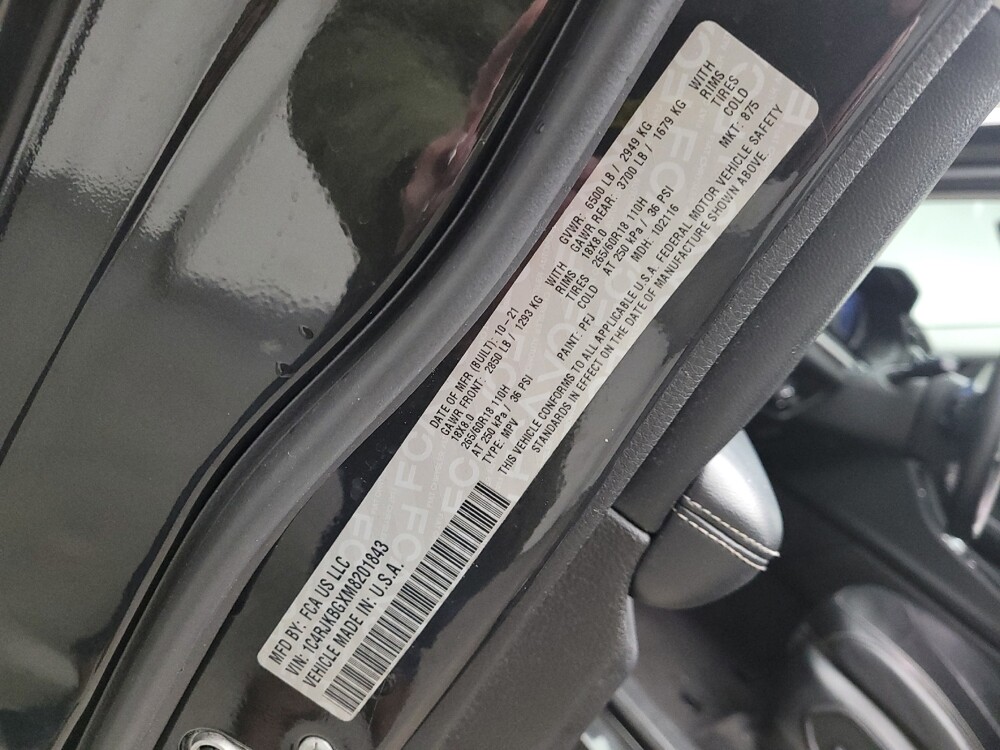 MFD BY: FCA US LLC
DATE OF MFR (BUILT): 10-21
GVWR: 6500 LB / 2949 KG
GAWR FRONT: 2850 LB / 1293 KG WITH
GAWR REAR: 3700 LB / 1679 KG WITH
18X8.0 RIMS
18X8.0 RIMS
265/60R18 110H TIRES
265/60R18 110H TIRES
AT 250 kPa / 36 PSI COLD
AT 250 kPa / 36 PSI COLD
VIN: 1C4RJKBGXM8201843
TYPE: MPV
PAINT: PFJ
MDH: 102116
MKT: 875
VEHICLE MADE IN: U.S.A.
THIS VEHICLE CONFORMS TO ALL APPLICABLE U.S.A. FEDERAL MOTOR VEHICLE SAFETY
STANDARDS IN EFFECT ON THE DATE OF MANUFACTURE SHOWN ABOVE.